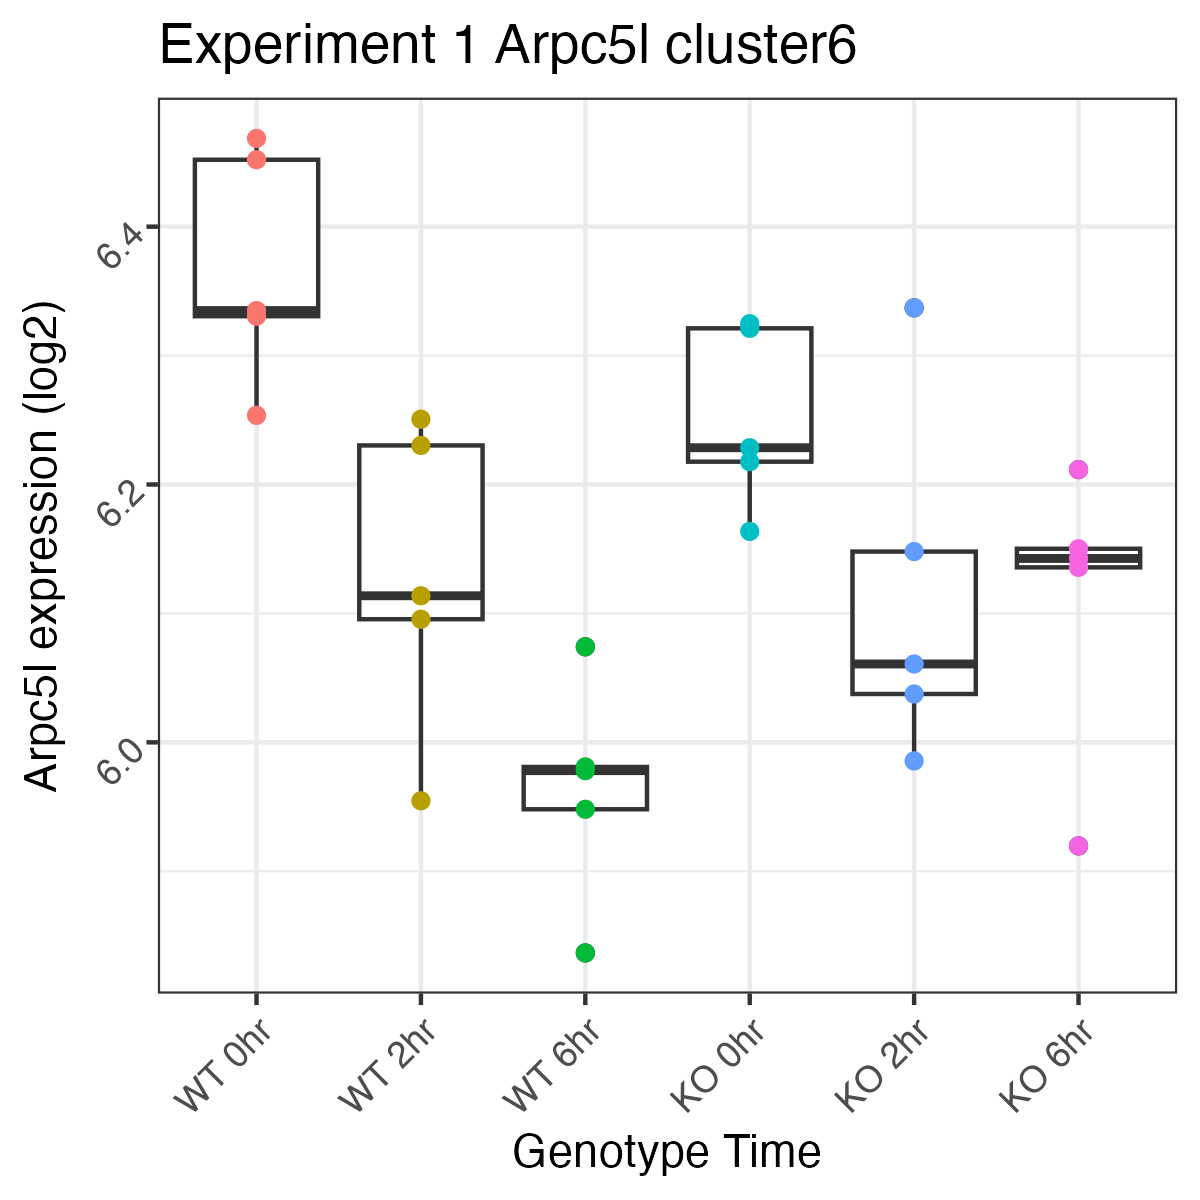 Experiment 1 Arpc5l cluster6
Arpc5l expression (log2)
6.4
6.2
6.0
WT 0hr
WT 2hr
WT 6hr
KO 0hr
KO 2hr
KO 6hr
Genotype Time